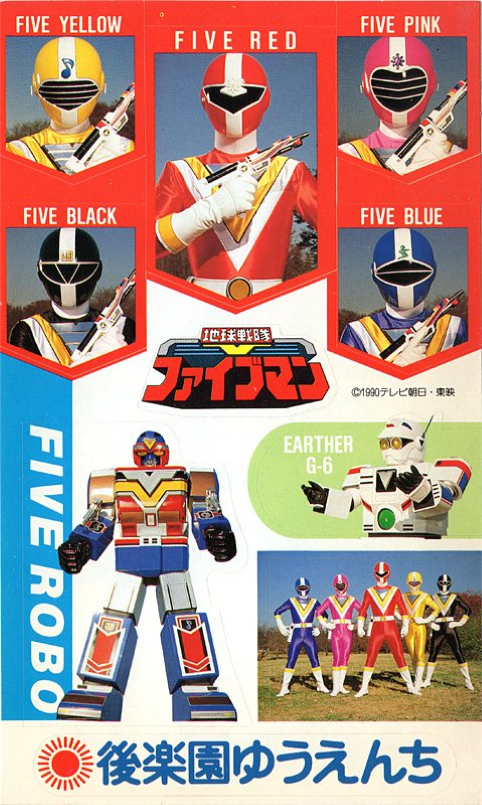 FIVE YELLOW
FIVE RED
FIVE PINK
FIVE BLACK
FIVE BLUE
地球戦隊
ファイブマン
©1990テレビ朝日・東映
FIVE ROBO
EARTHER
G-6
後楽園ゆうえんち